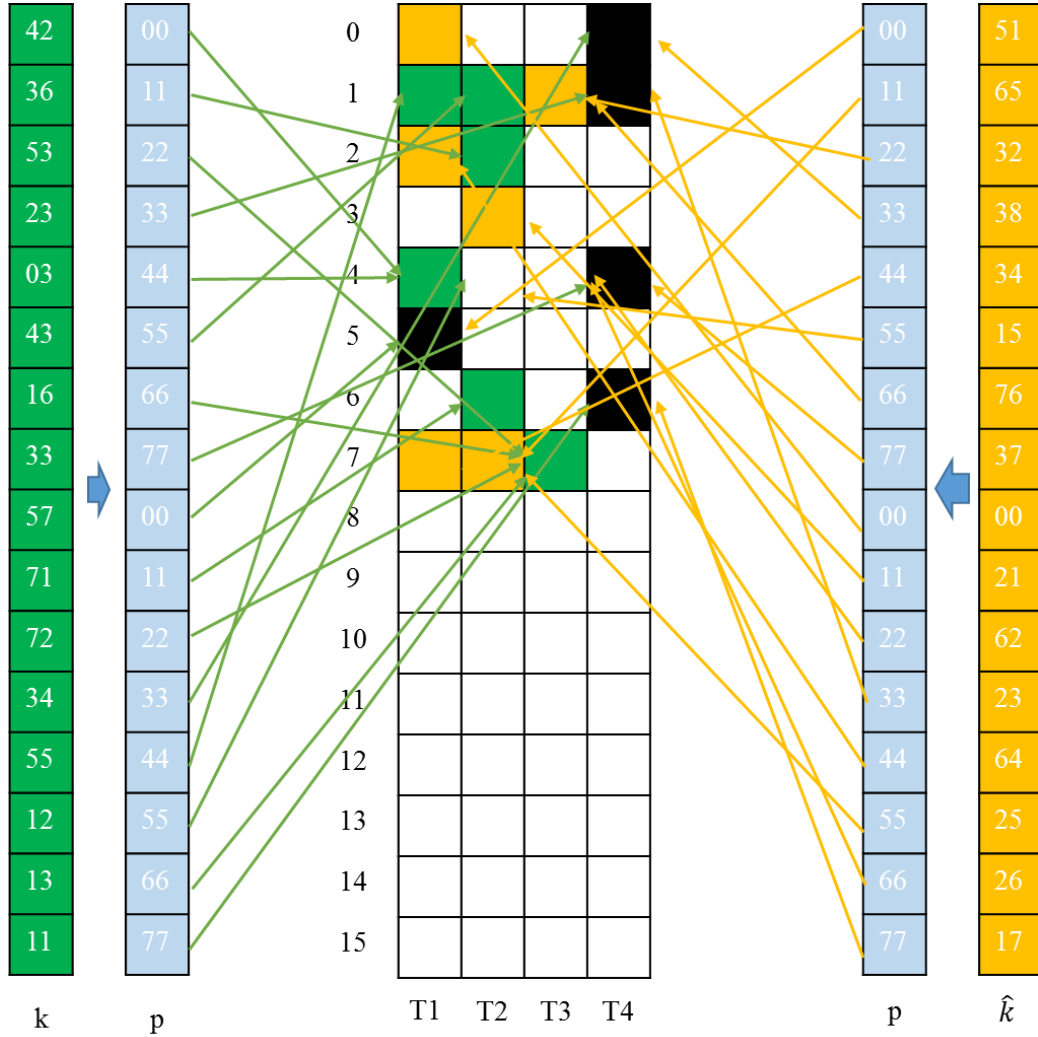 42 00 0 00 51
36 11 1 11 65
53 22 2 22 32
23 33 3 33 38
03 44 4 44 34
43 55 5 55 15
16 66 6 66 76
33 77 7 77 37
57 00 8 00 00
71 11 9 11 21
72 22 10 22 62
34 33 11 33 23
55 44 12 44 64
12 55 13 55 25
13 66 14 66 26
11 77 15 77 17
k p T1 T2 T3 T4 p k̂